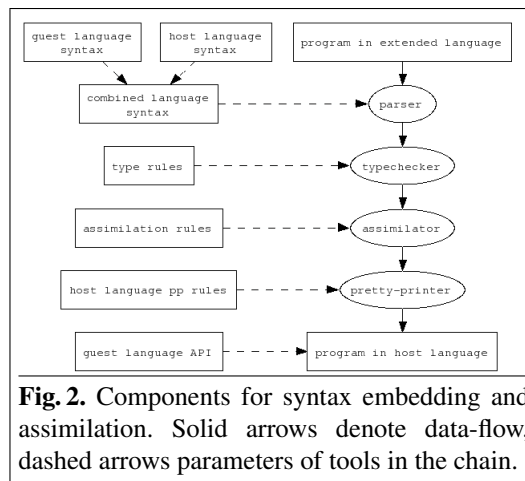 guest language
syntax
host language
syntax
program in extended language
combined language
syntax
parser
type rules
typechecker
assimilation rules
assimilator
host language pp rules
pretty-printer
guest language API
program in host language
Fig. 2. Components for syntax embedding and
assimilation. Solid arrows denote data-flow,
dashed arrows parameters of tools in the chain.